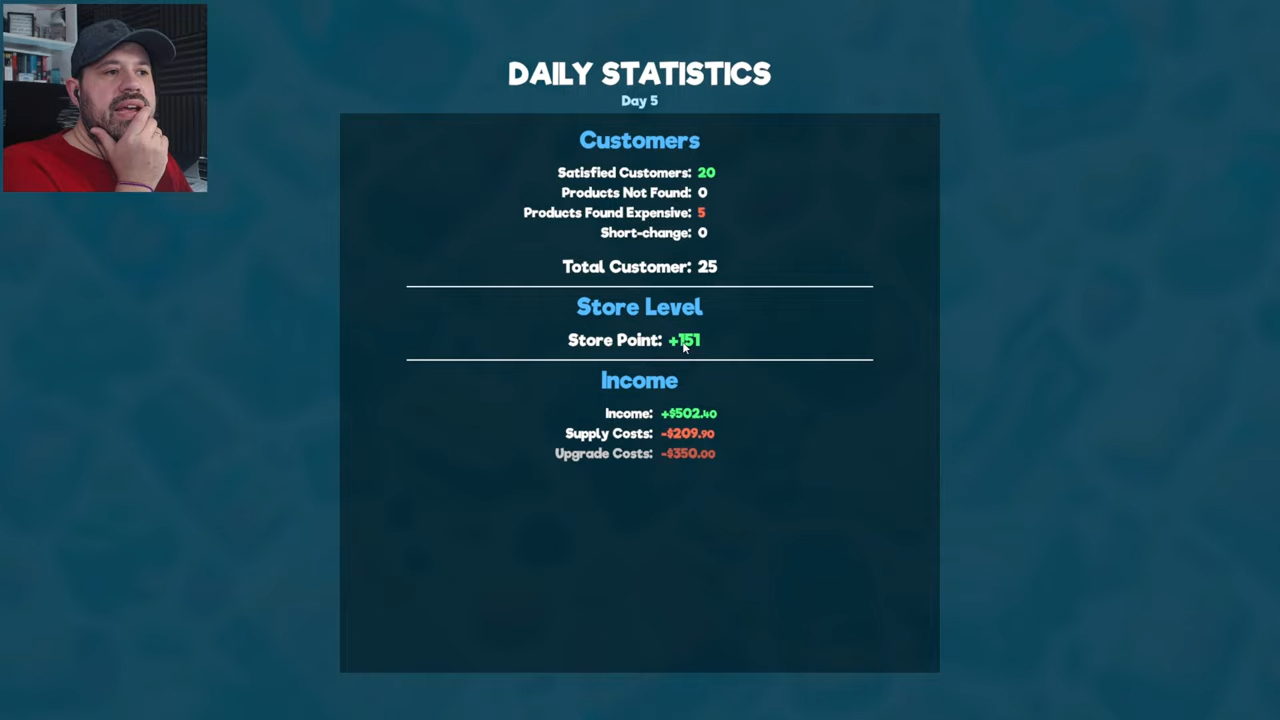 DAILY STATISTICS
Day 5
Customers
Satisfied Customers: 20
Products Not Found: 0
Products Found Expensive: 5
Short-change: 0
Total Customer: 25
Store Level
Store Point: +151
Income
Income: +$502.40
Supply Costs: -$209.90
Upgrade Costs: -$350.00